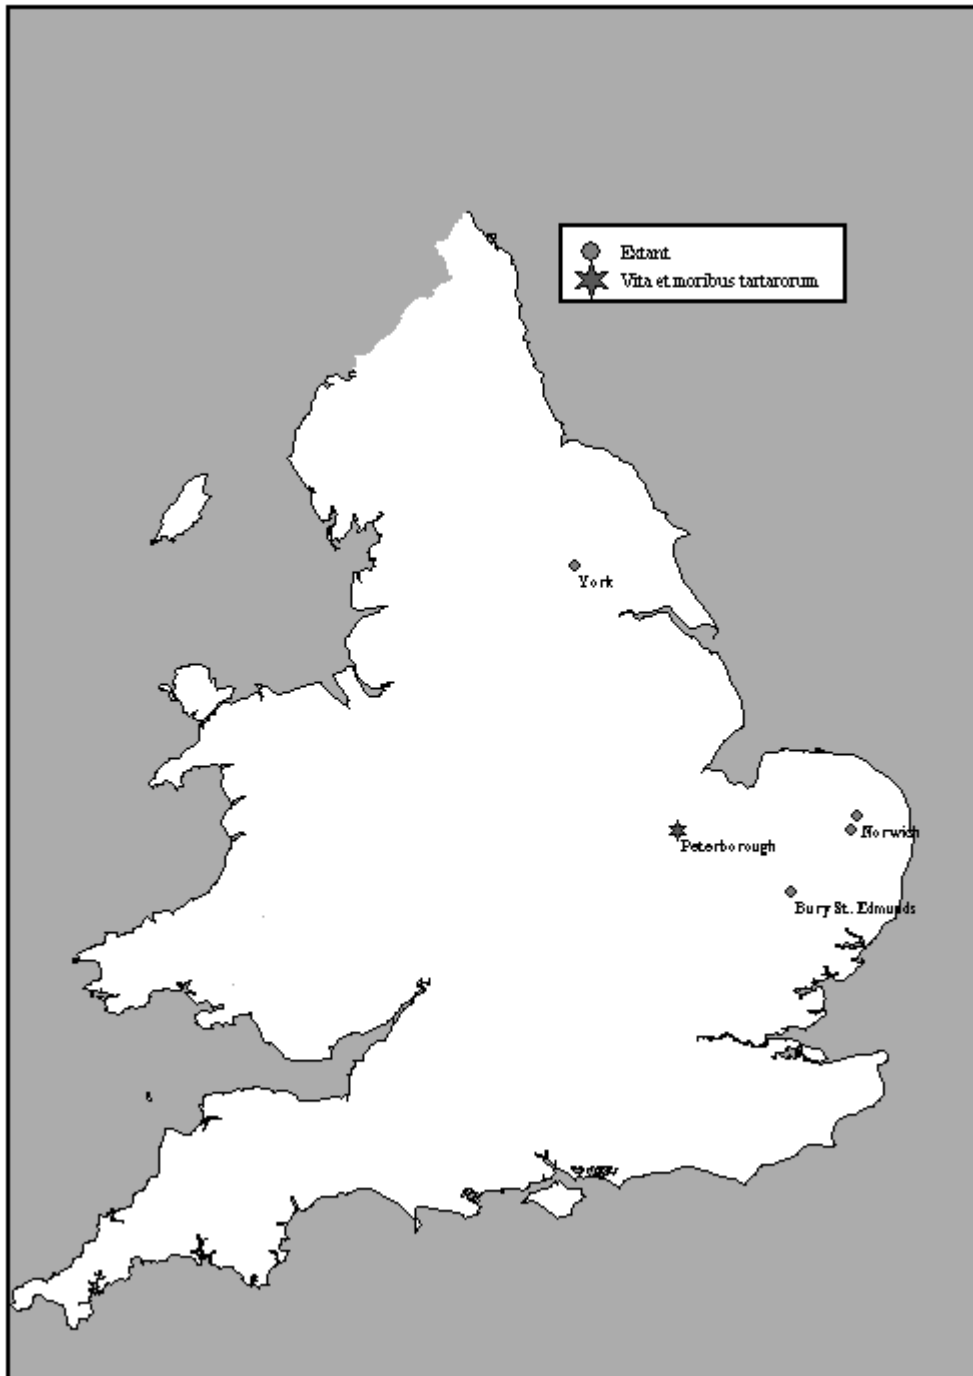 Extant
Vita et moribus tartarorum
York
Norwich
Peterborough
Bury St. Edmunds